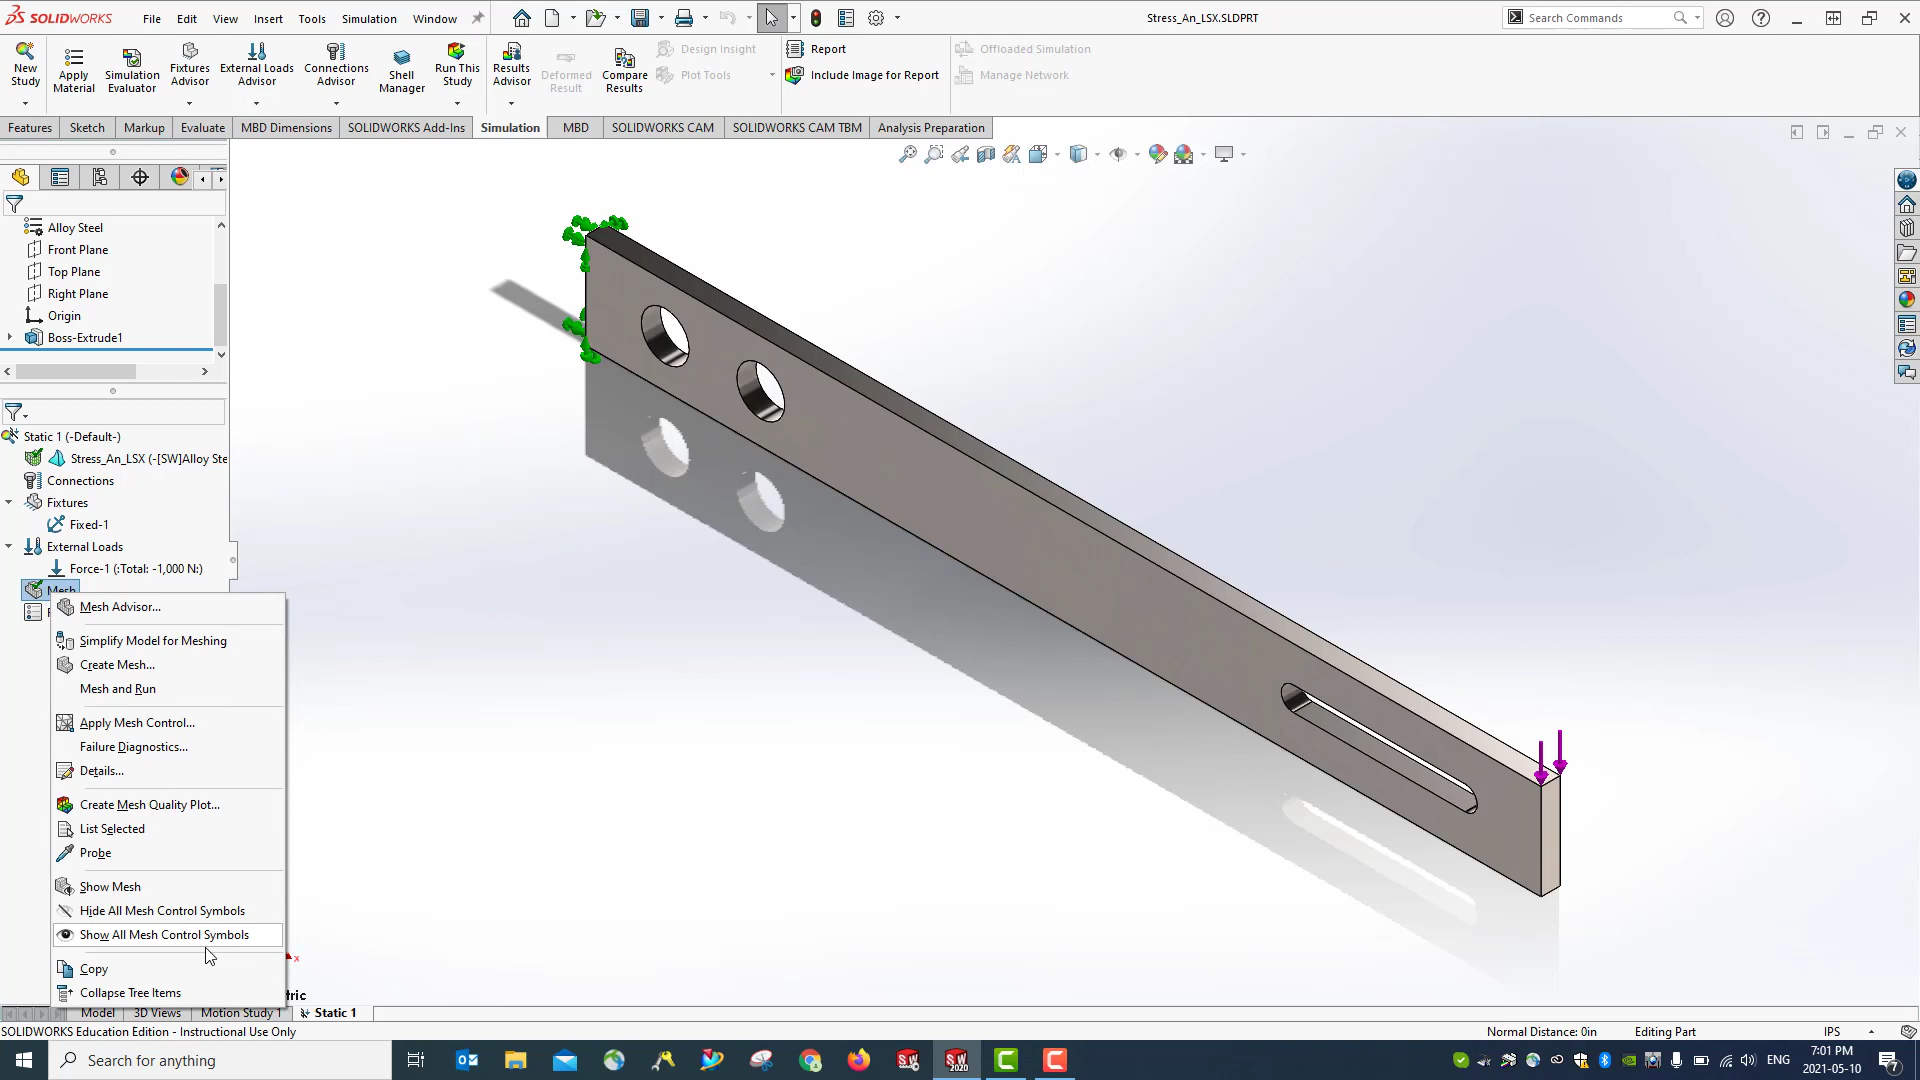 SOLIDWORKS
File Edit View Insert Tools Simulation Window
Stress_An_LSX.SLDPRT
Search Commands
New Study
Apply Material
Simulation Evaluator
Fixtures Advisor
External Loads Advisor
Connections Advisor
Shell Manager
Run This Study
Results Advisor
Deformed Result
Compare Results
Design Insight
Plot Tools
Report
Include Image for Report
Offloaded Simulation
Manage Network
Features Sketch Markup Evaluate MBD Dimensions SOLIDWORKS Add-Ins Simulation MBD SOLIDWORKS CAM SOLIDWORKS CAM TBM Analysis Preparation
Alloy Steel
Front Plane
Top Plane
Right Plane
Origin
Boss-Extrude1
Static 1 (-Default-)
Stress_An_LSX (-[SW]Alloy Ste
Connections
Fixtures
Fixed-1
External Loads
Force-1 (:Total: -1,000 N:)
Mesh
Mesh Advisor...
Simplify Model for Meshing
Create Mesh...
Mesh and Run
Apply Mesh Control...
Failure Diagnostics...
Details...
Create Mesh Quality Plot...
List Selected
Probe
Show Mesh
Hide All Mesh Control Symbols
Show All Mesh Control Symbols
Copy
Collapse Tree Items
x
tric
Model 3D Views Motion Study 1 Static 1
SOLIDWORKS Education Edition - Instructional Use Only
Normal Distance: 0in Editing Part IPS
Search for anything
SW 2020
ENG
7:01 PM
2021-05-10
7